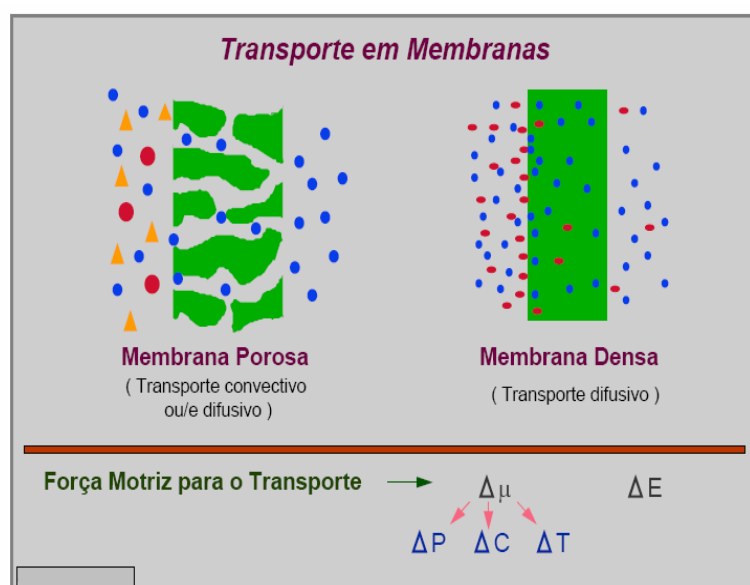 Transporte em Membranas
Membrana Porosa
( Transporte convectivo
ou/e difusivo )
Membrana Densa
( Transporte difusivo )
Força Motriz para o Transporte
Δμ
ΔE
ΔP ΔC ΔT